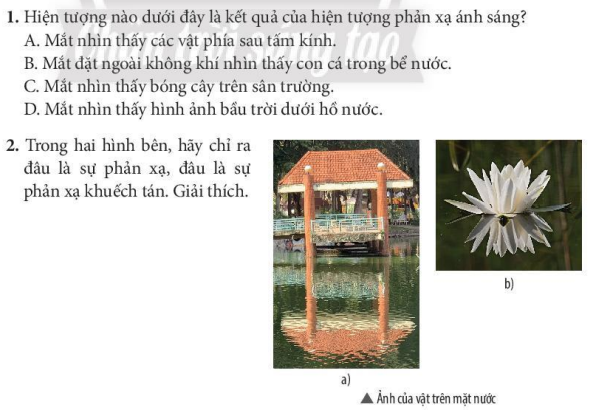 1. Hiện tượng nào dưới đây là kết quả của hiện tượng phản xạ ánh sáng?
A. Mắt nhìn thấy các vật phía sau tấm kính.
B. Mắt đặt ngoài không khí nhìn thấy con cá trong bể nước.
C. Mắt nhìn thấy bóng cây trên sân trường.
D. Mắt nhìn thấy hình ảnh bầu trời dưới hồ nước.
2. Trong hai hình bên, hãy chỉ ra
đâu là sự phản xạ, đâu là sự
phản xạ khuếch tán. Giải thích.
a)
b)
▲ Ảnh của vật trên mặt nước